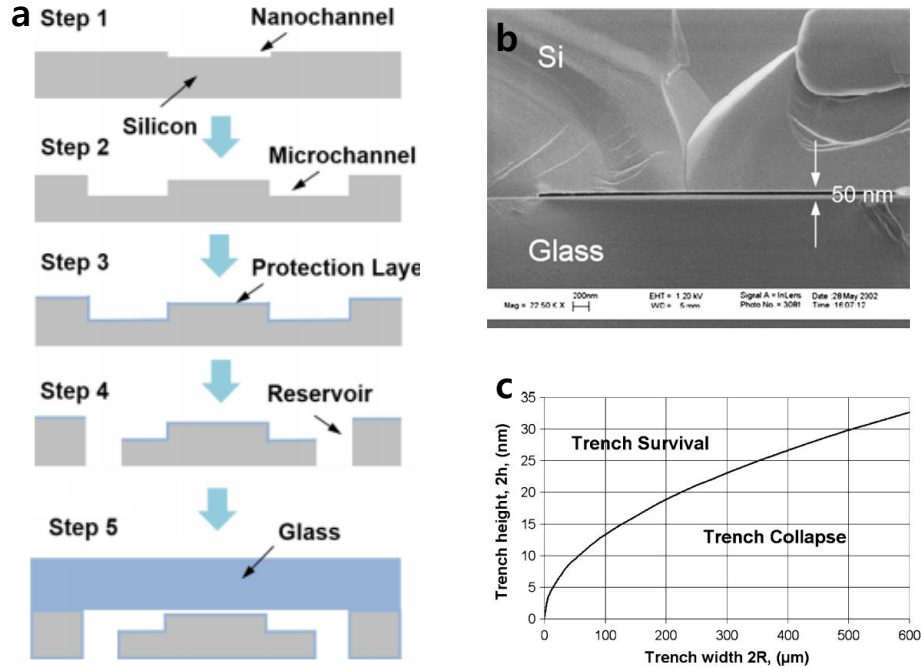 a
Step 1
Nanochannel
Silicon
Step 2
Microchannel
Step 3
Protection Laye
Step 4
Reservoir
Step 5
Glass
b
Si
50 nm
Glass
Mag = 22.50 K X
200nm
EHT = 1.20 kV
WD = 5mm
Signal A = InLens
Photo No. = 3081
Date :28 May 2002
Time :16:07:12
c
Trench height, 2h, (nm)
35
30
25
20
15
10
5
0
Trench Survival
Trench Collapse
0 100 200 300 400 500 600
Trench width 2R, (µm)